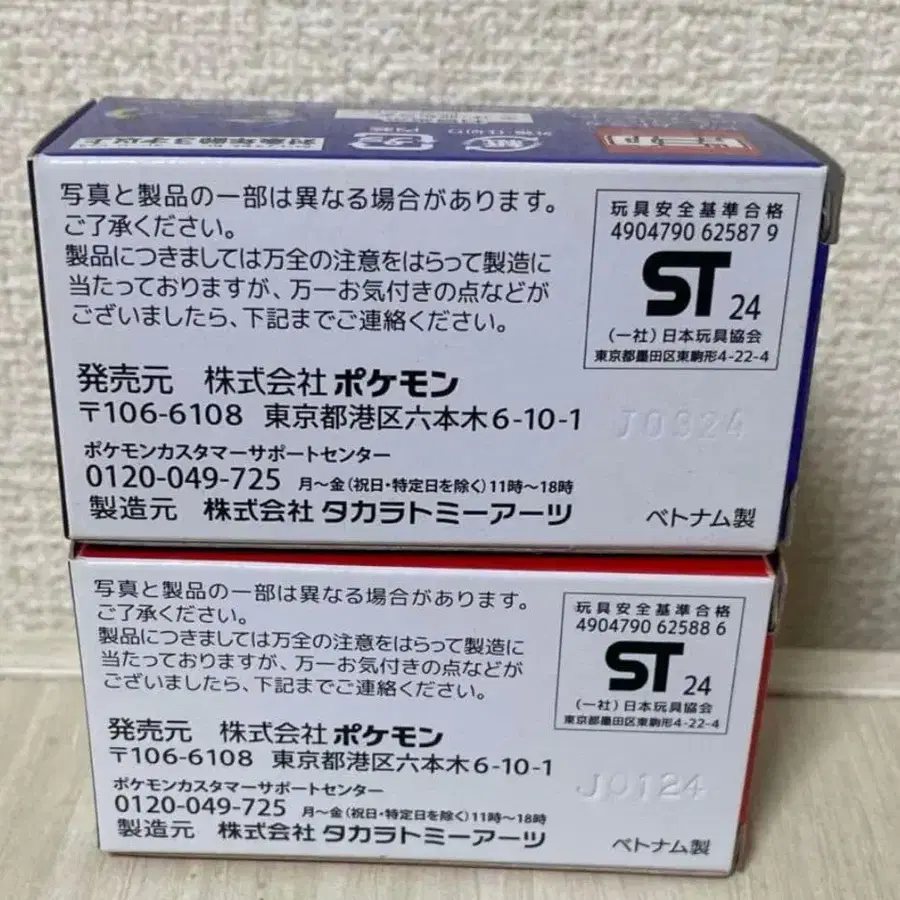 対象年齢3才以上
写真と製品の一部は異なる場合があります。
ご了承ください。
製品につきましては万全の注意をはらって製造に
当たっておりますが、万一お気付きの点などが
ございましたら、下記までご連絡ください。
玩具安全基準合格
4904790 62587 9
ST 24
(一社)日本玩具協会
東京都墨田区東駒形4-22-4
発売元 株式会社 ポケモン
〒106-6108 東京都港区六本木6-10-1
J0324
ポケモンカスタマーサポートセンター
0120-049-725 月〜金(祝日・特定日を除く)11時〜18時
製造元 株式会社 タカラトミーアーツ
ベトナム製
写真と製品の一部は異なる場合があります。
ご了承ください。
製品につきましては万全の注意をはらって製造に
当たっておりますが、万一お気付きの点などが
ございましたら、下記までご連絡ください。
玩具安全基準合格
4904790 62588 6
ST 24
(一社)日本玩具協会
東京都墨田区東駒形4-22-4
発売元 株式会社 ポケモン
〒106-6108 東京都港区六本木6-10-1
J0124
ポケモンカスタマーサポートセンター
0120-049-725 月〜金(祝日・特定日を除く)11時〜18時
製造元 株式会社 タカラトミーアーツ
ベトナム製